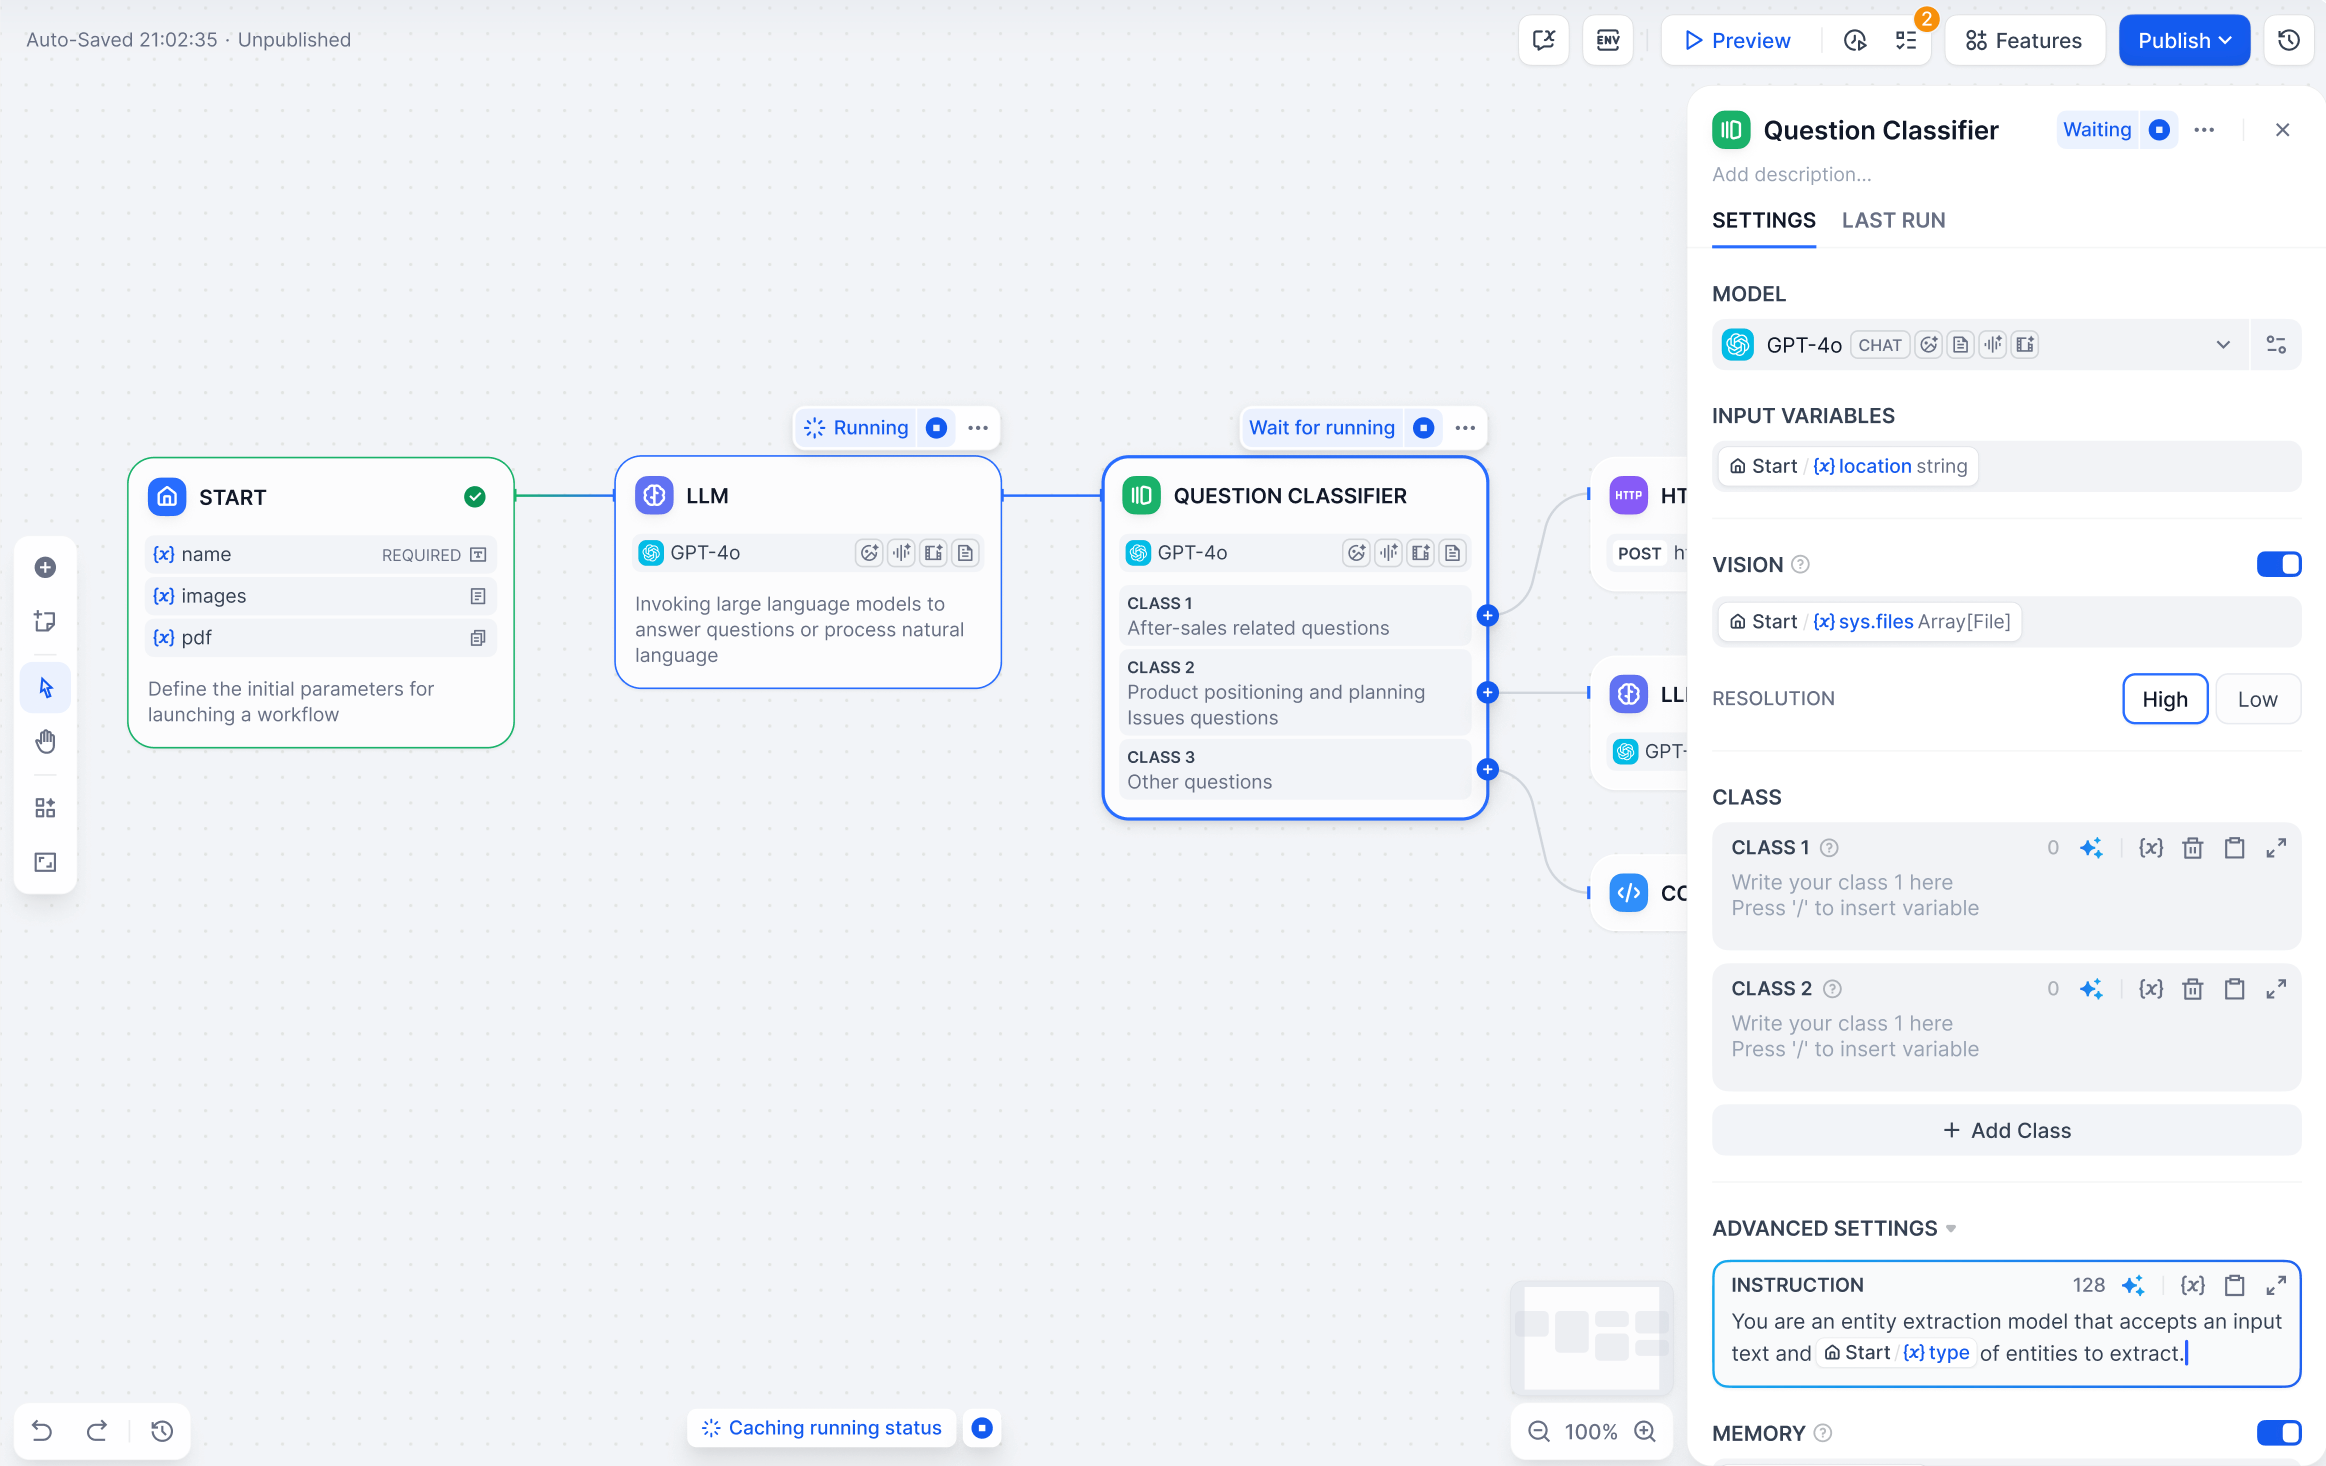 Auto-Saved 21:02:35 · Unpublished
ENV
Preview
2
Features
Publish
Running
Wait for running
START
{x} name REQUIRED
{x} images
{x} pdf
Define the initial parameters for
launching a workflow
LLM
GPT-4o
Invoking large language models to
answer questions or process natural
language
QUESTION CLASSIFIER
GPT-4o
CLASS 1
After-sales related questions
CLASS 2
Product positioning and planning
Issues questions
CLASS 3
Other questions
HTTP
POST
GPT-
Caching running status
100%
Question Classifier
Waiting
Add description...
SETTINGS LAST RUN
MODEL
GPT-4o CHAT
INPUT VARIABLES
Start / {x} location string
VISION
Start / {x} sys.files Array[File]
RESOLUTION High Low
CLASS
CLASS 1 0 {x}
Write your class 1 here
Press '/' to insert variable
CLASS 2 0 {x}
Write your class 1 here
Press '/' to insert variable
+ Add Class
ADVANCED SETTINGS
INSTRUCTION 128 {x}
You are an entity extraction model that accepts an input
text and Start / {x} type of entities to extract.
MEMORY